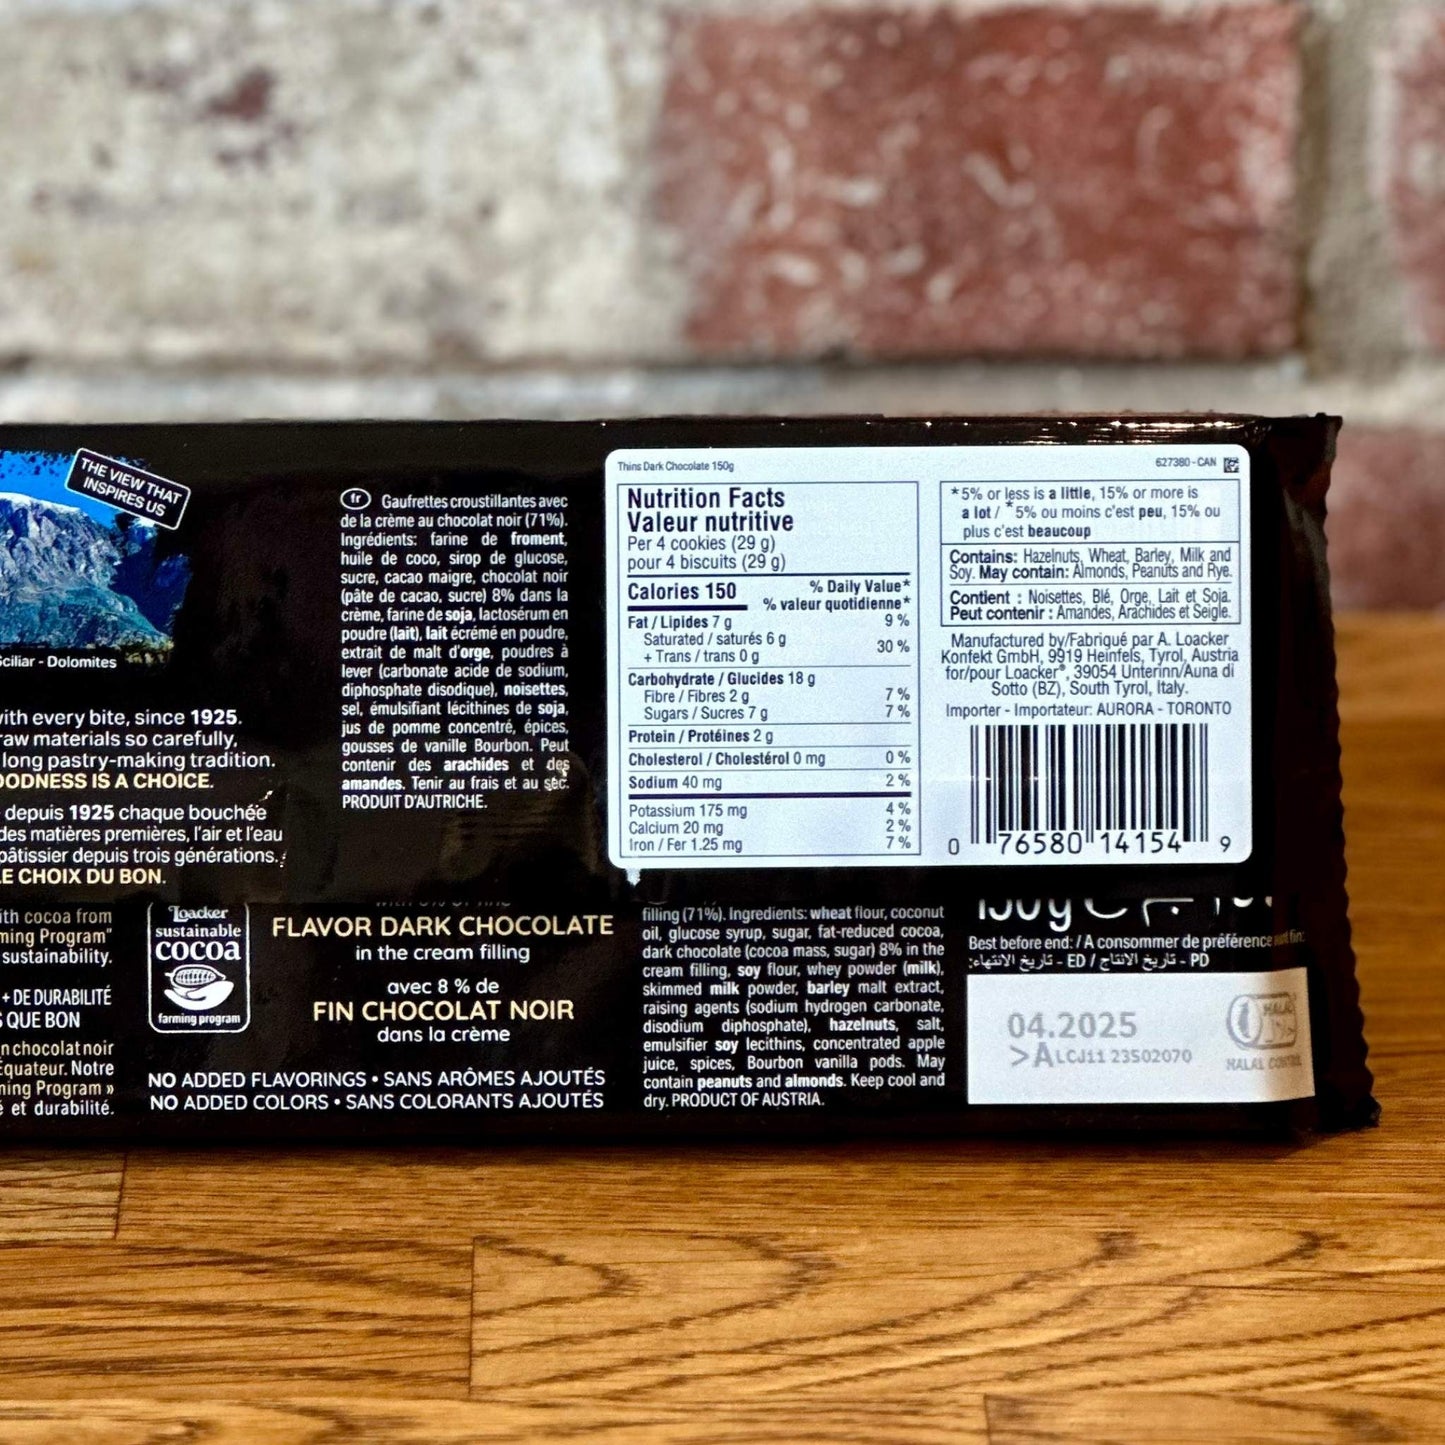 THE VIEW THAT
INSPIRES US
Sciliar - Dolomites
with every bite, since 1925.
raw materials so carefully,
long pastry-making tradition.
GOODNESS IS A CHOICE.
depuis 1925 chaque bouchée
des matières premières, l'air et l'eau
pâtissier depuis trois générations.
LE CHOIX DU BON.
with cocoa from
ming Program"
sustainability.
+ DE DURABILITÉ
QUE BON
n chocolat noir
Équateur. Notre
ming Program »
et durabilité.
fr Gaufrettes croustillantes avec
de la crème au chocolat noir (71%).
Ingrédients: farine de froment,
huile de coco, sirop de glucose,
sucre, cacao maigre, chocolat noir
(pâte de cacao, sucre) 8% dans la
crème, farine de soja, lactosérum en
poudre (lait), lait écrémé en poudre,
extrait de malt d'orge, poudres à
lever (carbonate acide de sodium,
diphosphate disodique), noisettes,
sel, émulsifiant lécithines de soja,
jus de pomme concentré, épices,
gousses de vanille Bourbon. Peut
contenir des arachides et des
amandes. Tenir au frais et au sec.
PRODUIT D'AUTRICHE.
Loacker
sustainable
cocoa
farming program
FLAVOR DARK CHOCOLATE
in the cream filling
avec 8 % de
FIN CHOCOLAT NOIR
dans la crème
NO ADDED FLAVORINGS • SANS ARÔMES AJOUTÉS
NO ADDED COLORS • SANS COLORANTS AJOUTÉS
Thins Dark Chocolate 150g
627380-CAN
Nutrition Facts
Valeur nutritive
Per 4 cookies (29 g)
pour 4 biscuits (29 g)
Calories 150 % Daily Value*
% valeur quotidienne*
Fat / Lipides 7 g 9 %
Saturated / saturés 6 g
+ Trans / trans 0 g 30 %
Carbohydrate / Glucides 18 g
Fibre / Fibres 2 g 7 %
Sugars / Sucres 7 g 7 %
Protein / Protéines 2 g
Cholesterol / Cholestérol 0 mg 0 %
Sodium 40 mg 2 %
Potassium 175 mg 4 %
Calcium 20 mg 2 %
Iron / Fer 1.25 mg 7 %
*5% or less is a little, 15% or more is
a lot / *5% ou moins c'est peu, 15% ou
plus c'est beaucoup
Contains: Hazelnuts, Wheat, Barley, Milk and
Soy. May contain: Almonds, Peanuts and Rye.
Contient : Noisettes, Blé, Orge, Lait et Soja.
Peut contenir : Amandes, Arachides et Seigle.
Manufactured by/Fabriqué par A. Loacker
Konfekt GmbH, 9919 Heinfels, Tyrol, Austria
for/pour Loacker®, 39054 Unterinn/Auna di
Sotto (BZ), South Tyrol, Italy.
Importer - Importateur: AURORA - TORONTO
0 76580 14154 9
filling (71%). Ingredients: wheat flour, coconut
oil, glucose syrup, sugar, fat-reduced cocoa,
dark chocolate (cocoa mass, sugar) 8% in the
cream filling, soy flour, whey powder (milk),
skimmed milk powder, barley malt extract,
raising agents (sodium hydrogen carbonate,
disodium diphosphate), hazelnuts, salt,
emulsifier soy lecithins, concentrated apple
juice, spices, Bourbon vanilla pods. May
contain peanuts and almonds. Keep cool and
dry. PRODUCT OF AUSTRIA.
Best before end: / A consommer de préférence fin:
PD - تاريخ الانتاج / ED - تاريخ الانتهاء:
04.2025
>A LCJ11 23502070
HALAL